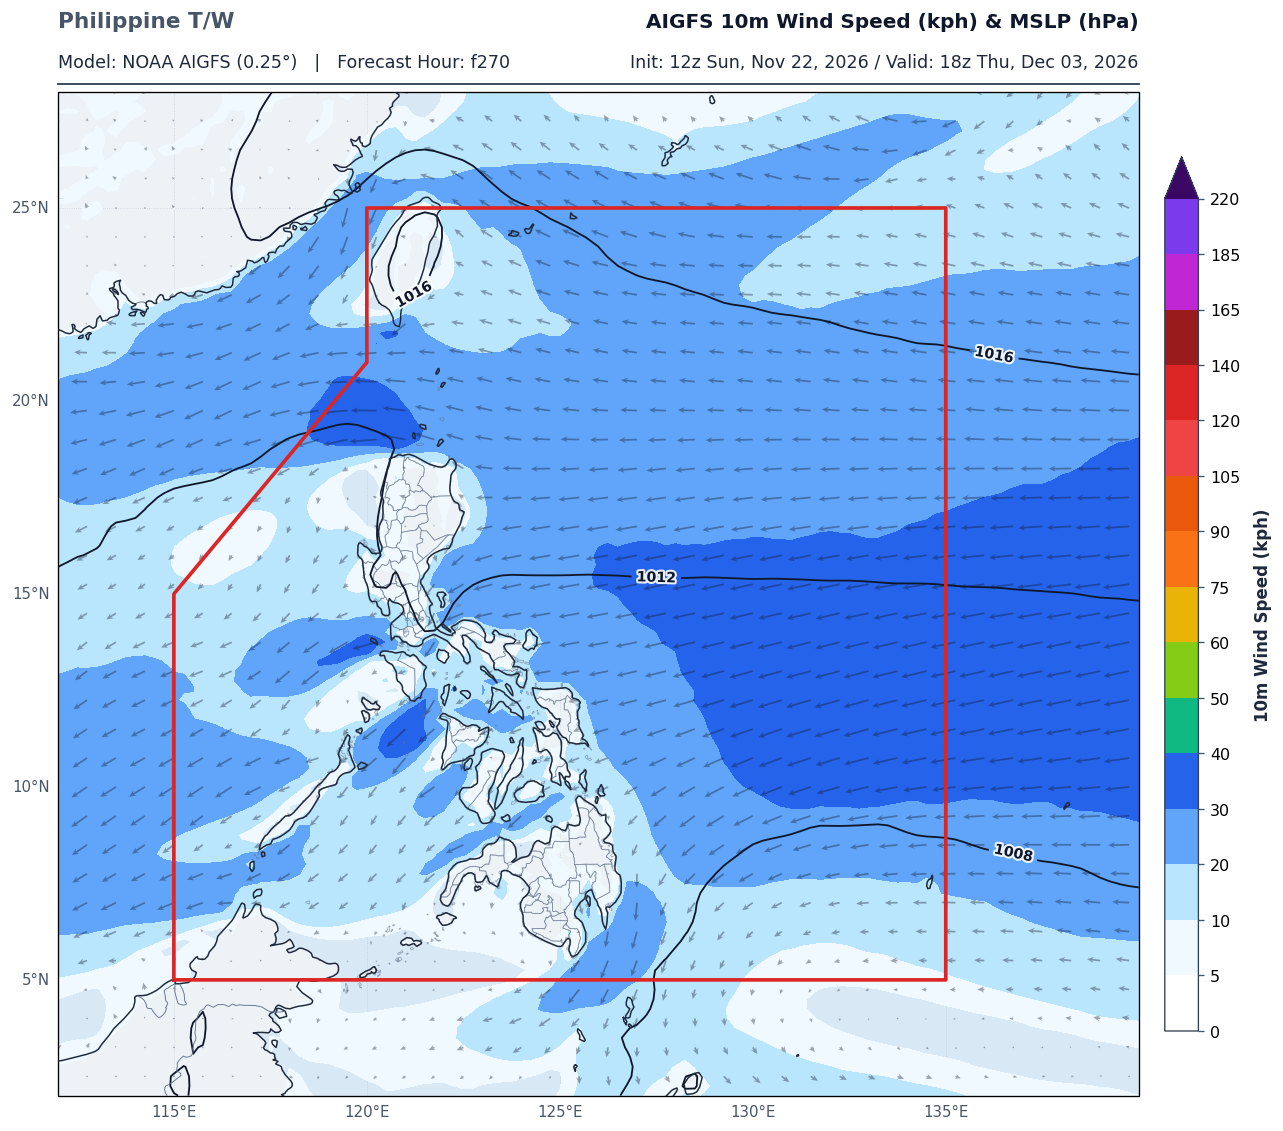 Philippine T/W
AIGFS 10m Wind Speed (kph) & MSLP (hPa)
Model: NOAA AIGFS (0.25°) | Forecast Hour: f270
Init: 12z Sun, Nov 22, 2026 / Valid: 18z Thu, Dec 03, 2026
25°N
20°N
15°N
10°N
5°N
115°E
120°E
125°E
130°E
135°E
1016
1016
1012
1008
220
185
165
140
120
105
90
75
60
50
40
30
20
10
5
0
10m Wind Speed (kph)